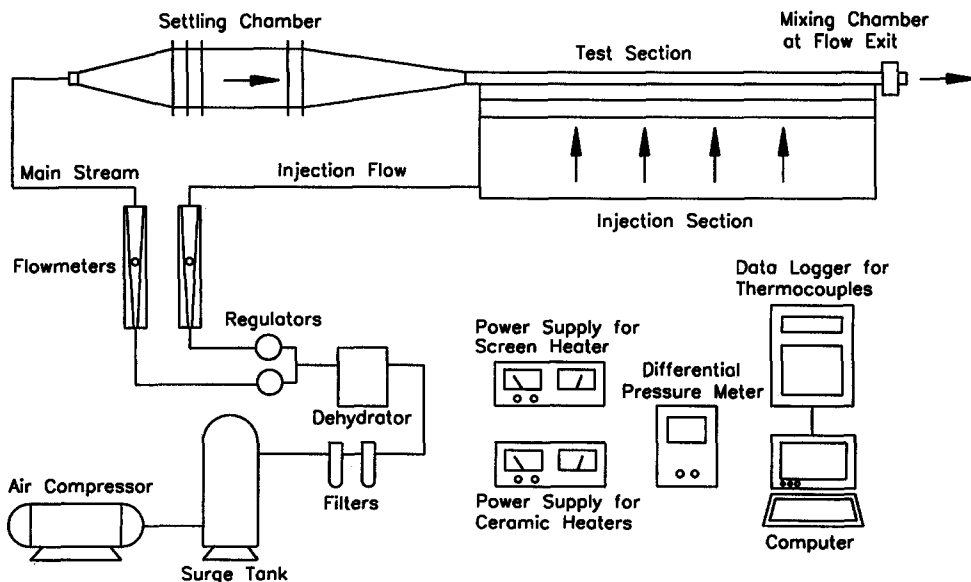 Settling Chamber
Mixing Chamber
at Flow Exit
Test Section
Main Stream
Injection Flow
Injection Section
Flowmeters
Data Logger for
Thermocouples
Regulators
Power Supply for
Screen Heater
Differential
Pressure Meter
Dehydrator
Air Compressor
Filters
Power Supply for
Ceramic Heaters
Computer
Surge Tank